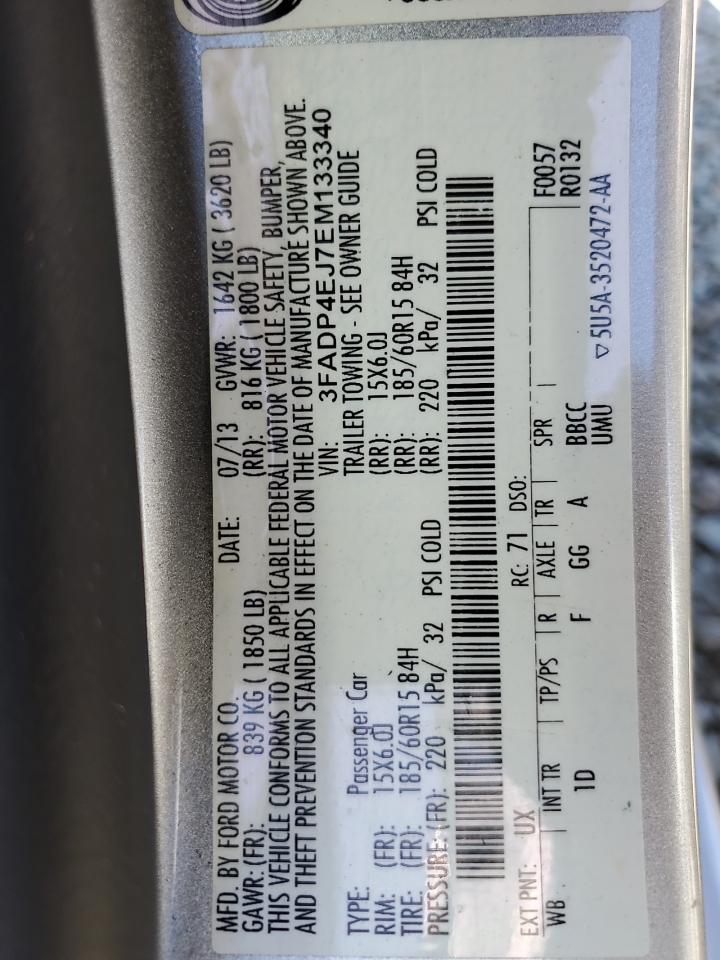 MFD. BY FORD MOTOR CO. DATE: 07/13 GVWR: 1642 KG ( 3620 LB)
GAWR: (FR): 839 KG ( 1850 LB) (RR): 816 KG ( 1800 LB)
THIS VEHICLE CONFORMS TO ALL APPLICABLE FEDERAL MOTOR VEHICLE SAFETY, BUMPER,
AND THEFT PREVENTION STANDARDS IN EFFECT ON THE DATE OF MANUFACTURE SHOWN ABOVE.
VIN: 3FADP4EJ7EM133340
TYPE: Passenger Car TRAILER TOWING - SEE OWNER GUIDE
RIM: (FR): 15X6.0J (RR): 15X6.0J
TIRE: (FR): 185/60R15 84H (RR): 185/60R15 84H
PRESSURE: (FR): 220 kPa/ 32 PSI COLD (RR): 220 kPa/ 32 PSI COLD
EXT PNT: UX RC: 71 DSO: F0057
WB INT TR TP/PS R AXLE TR SPR R0132
1D F GG A BBCC
UMU ▽ 5U5A-3520472-AA